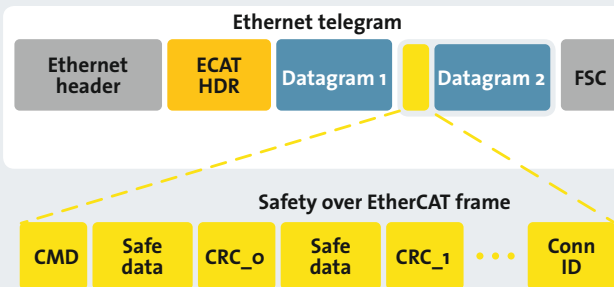 Ethernet telegram
Ethernet
header
ECAT
HDR
Datagram 1
Datagram 2
FSC
Safety over EtherCAT frame
CMD
Safe
data
CRC_0
Safe
data
CRC_1
Conn
ID